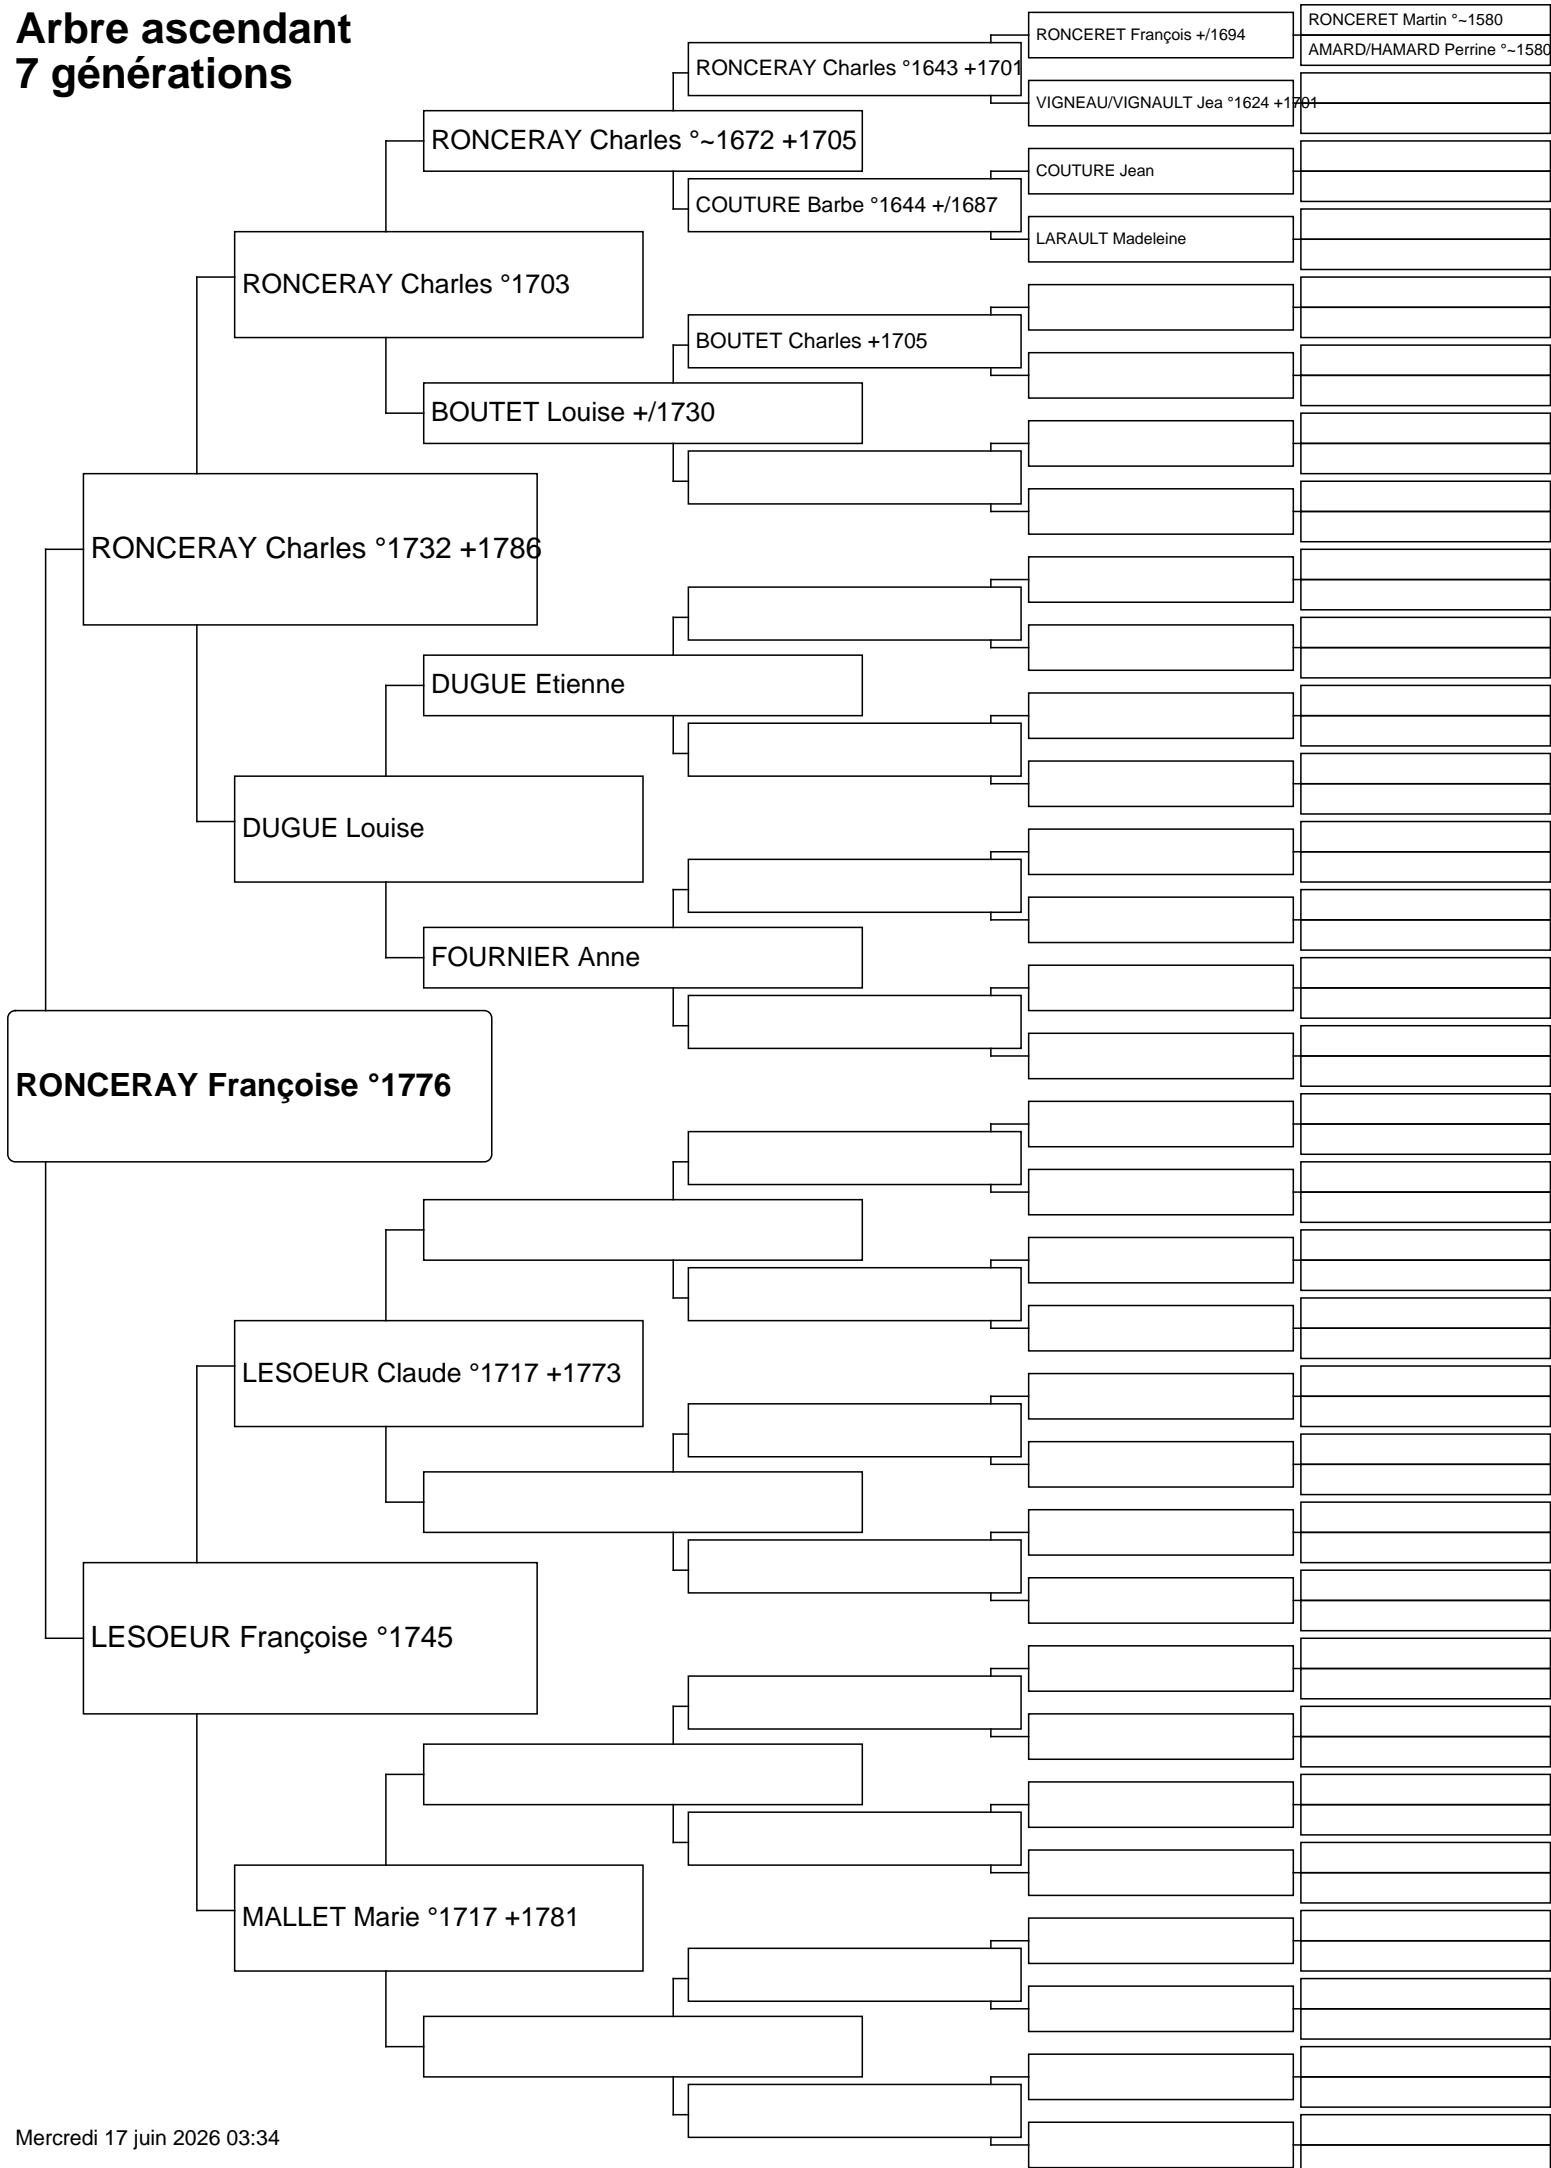 Arbre ascendant
7 générations
RONCERET Martin °~1580
RONCERET François +/1694
AMARD/HAMARD Perrine °~1580
RONCERAY Charles °1643 +1701
VIGNEAU/VIGNAULT Jea °1624 +1701
RONCERAY Charles °~1672 +1705
COUTURE Jean
COUTURE Barbe °1644 +/1687
LARAULT Madeleine
RONCERAY Charles °1703
BOUTET Charles +1705
BOUTET Louise +/1730
RONCERAY Charles °1732 +1786
DUGUE Etienne
DUGUE Louise
FOURNIER Anne
RONCERAY Françoise °1776
LESOEUR Claude °1717 +1773
LESOEUR Françoise °1745
MALLET Marie °1717 +1781
Mercredi 17 juin 2026 03:34